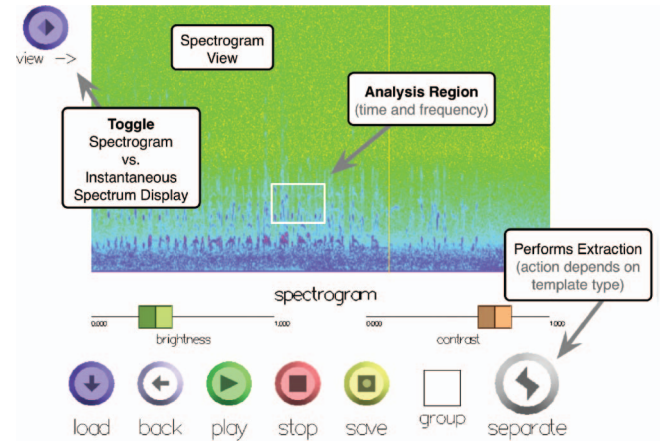 Spectrogram
View
view ->
Analysis Region
(time and frequency)
Toggle
Spectrogram
vs.
Instantaneous
Spectrum Display
Performs Extraction
(action depends on
template type)
spectrogram
0.000 1.000 0.000 1.000
brightness contrast
load back play stop save group separate